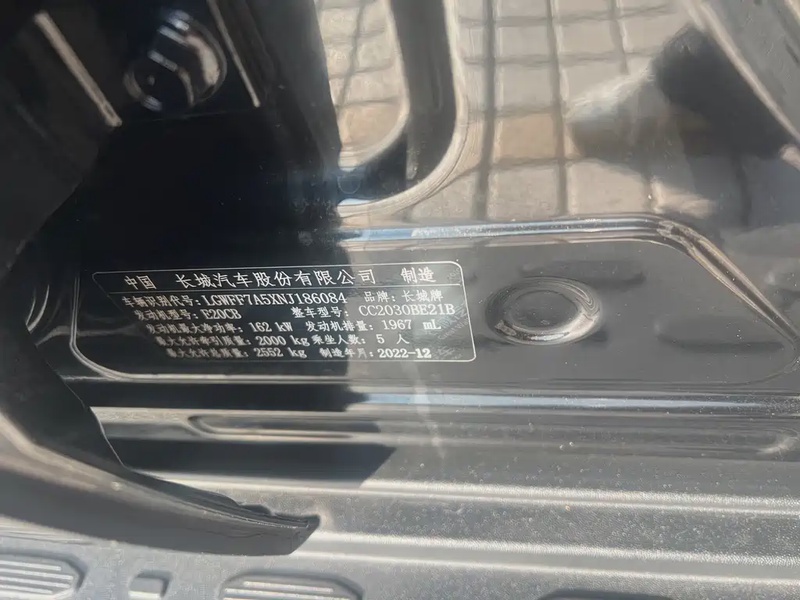 中国 长城汽车股份有限公司 制造
车辆识别代号:LGWFF7A5XNJ186084 品牌:长城牌
发动机型号:E20CB 整车型号:CC2030BE21B
发动机最大净功率:162 kW 发动机排量:1967 mL
最大允许牵引质量:2000 kg 乘坐人数:5 人
最大允许总质量:2552 kg 制造年月:2022-12